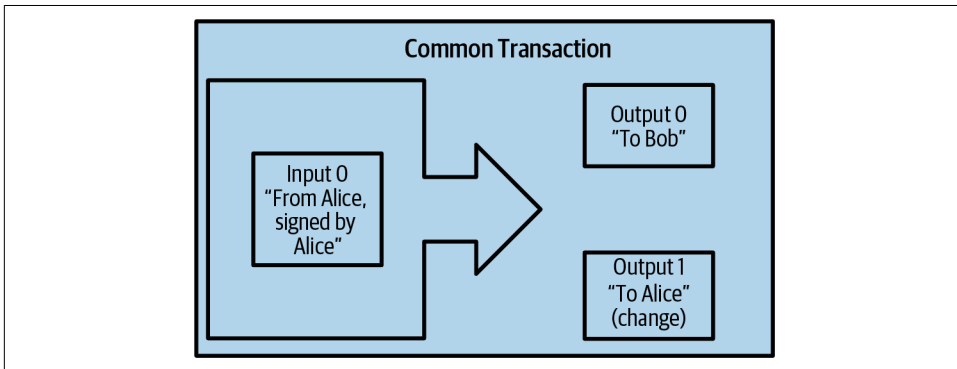 Common Transaction
Input 0
“From Alice,
signed by
Alice”
Output 0
“To Bob”
Output 1
“To Alice”
(change)